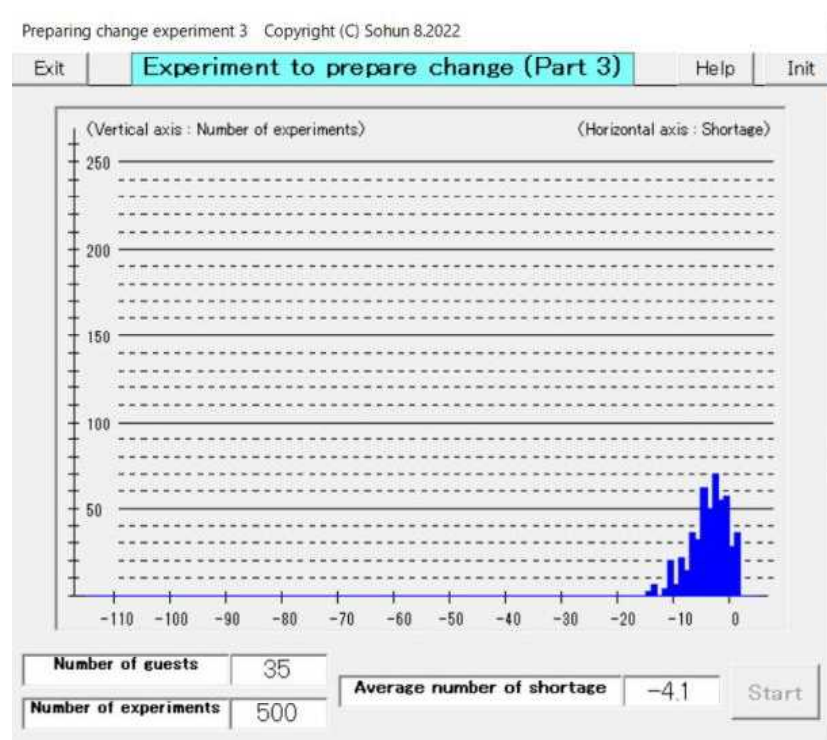 Preparing change experiment 3 Copyright (C) Sohun 8.2022
Exit Experiment to prepare change (Part 3) Help Init
(Vertical axis : Number of experiments) (Horizontal axis : Shortage)
250
200
150
100
50
-110 -100 -90 -80 -70 -60 -50 -40 -30 -20 -10 0
Number of guests 35
Average number of shortage -4.1 Start
Number of experiments 500